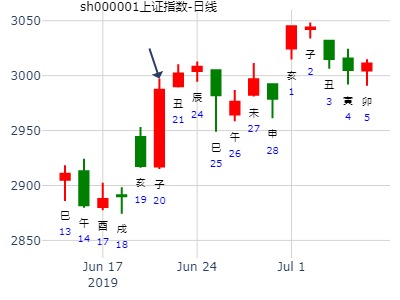 sh000001上证指数-日线
3050
3000
2950
2900
2850
巳
13
午
14
酉
17
戌
18
亥
19
子
20
丑
21
辰
24
巳
25
午
26
未
27
申
28
亥
1
子
2
丑
3
寅
4
卯
5
Jun 17
2019
Jun 24
Jul 1